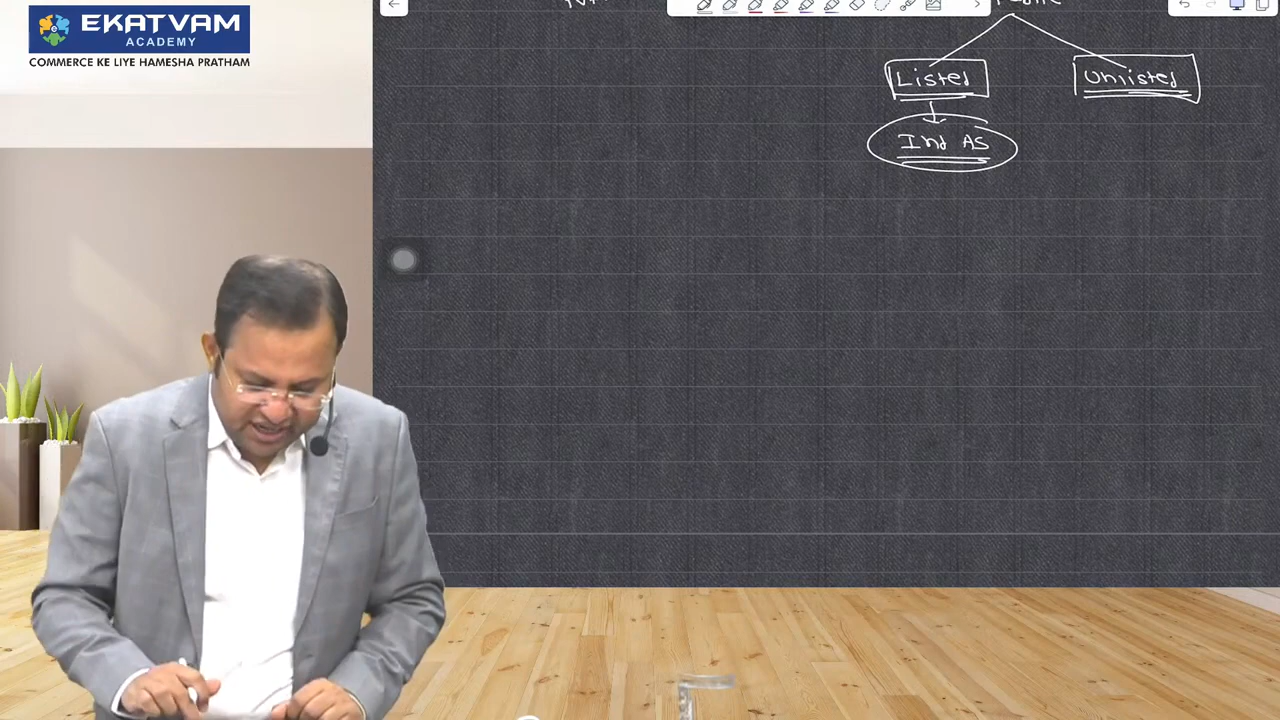 EKATVAM
ACADEMY
COMMERCE KE LIYE HAMESHA PRATHAM
Listed
Unlisted
Ind AS